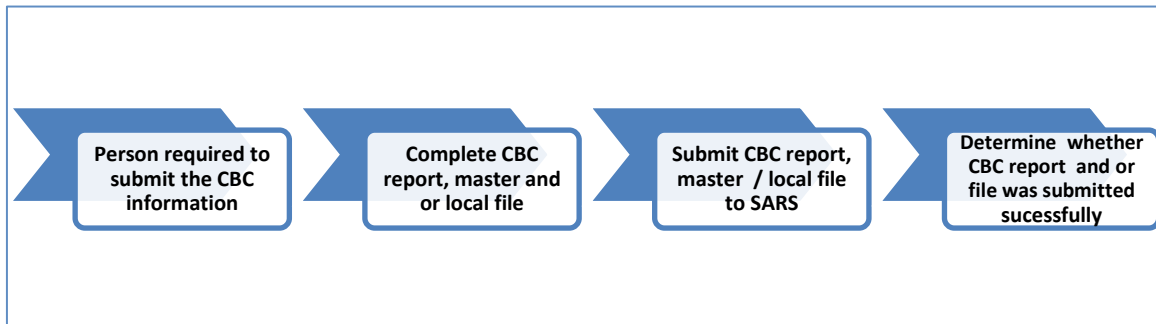 Person required to
submit the CBC
information
Complete CBC
report, master and
or local file
Submit CBC report,
master / local file
to SARS
Determine whether
CBC report and or
file was submitted
sucessfully